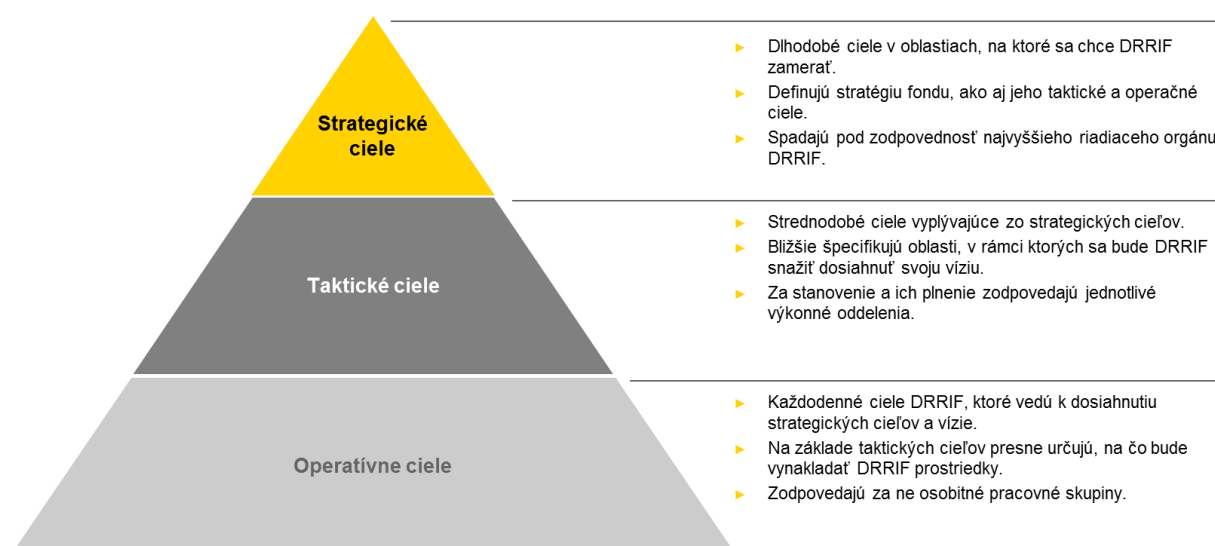 Strategické
ciele
► Dlhodobé ciele v oblastiach, na ktoré sa chce DRRIF
zamerať.
► Definujú stratégiu fondu, ako aj jeho taktické a operačné
ciele.
► Spadajú pod zodpovednosť najvyššieho riadiaceho orgánu
DRRIF.
Taktické ciele
► Strednodobé ciele vyplývajúce zo strategických cieľov.
► Bližšie špecifikujú oblasti, v rámci ktorých sa bude DRRIF
snažiť dosiahnuť svoju víziu.
► Za stanovenie a ich plnenie zodpovedajú jednotlivé
výkonné oddelenia.
Operatívne ciele
► Každodenné ciele DRRIF, ktoré vedú k dosiahnutiu
strategických cieľov a vízie.
► Na základe taktických cieľov presne určujú, na čo bude
vynakladať DRRIF prostriedky.
► Zodpovedajú za ne osobitné pracovné skupiny.